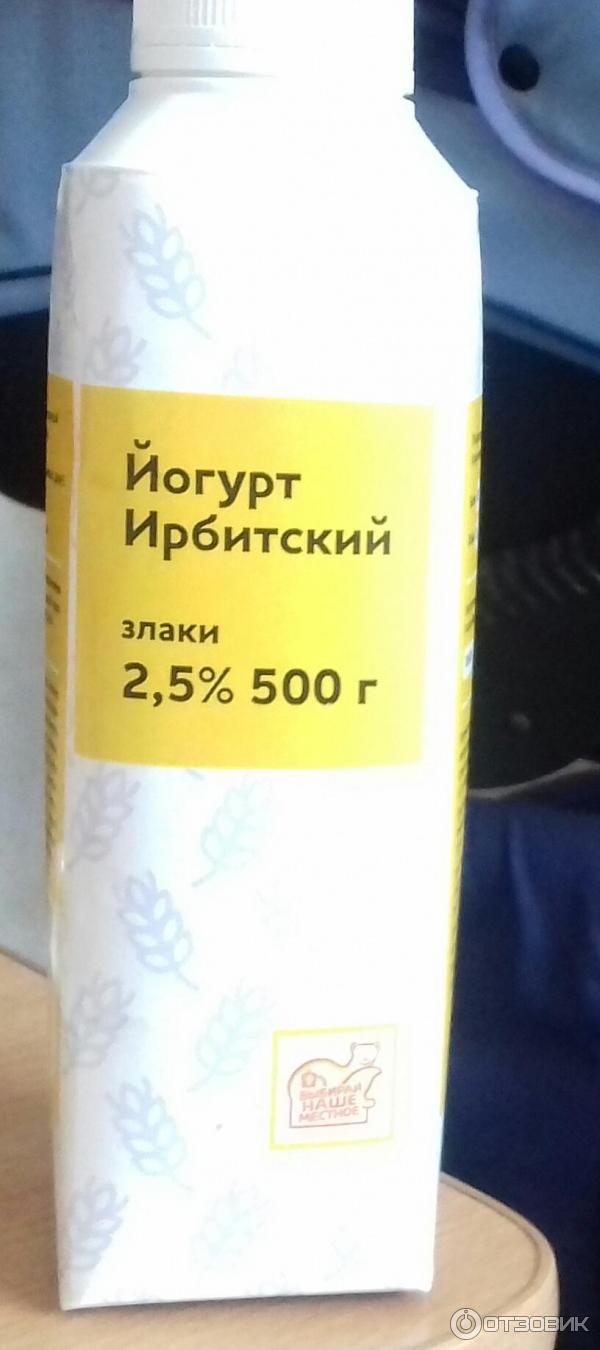 Йогурт
Ирбитский
злаки
2,5% 500 г
ВЫБИРАЙ
НАШЕ
МЕСТНОЕ
ОТЗОВИК